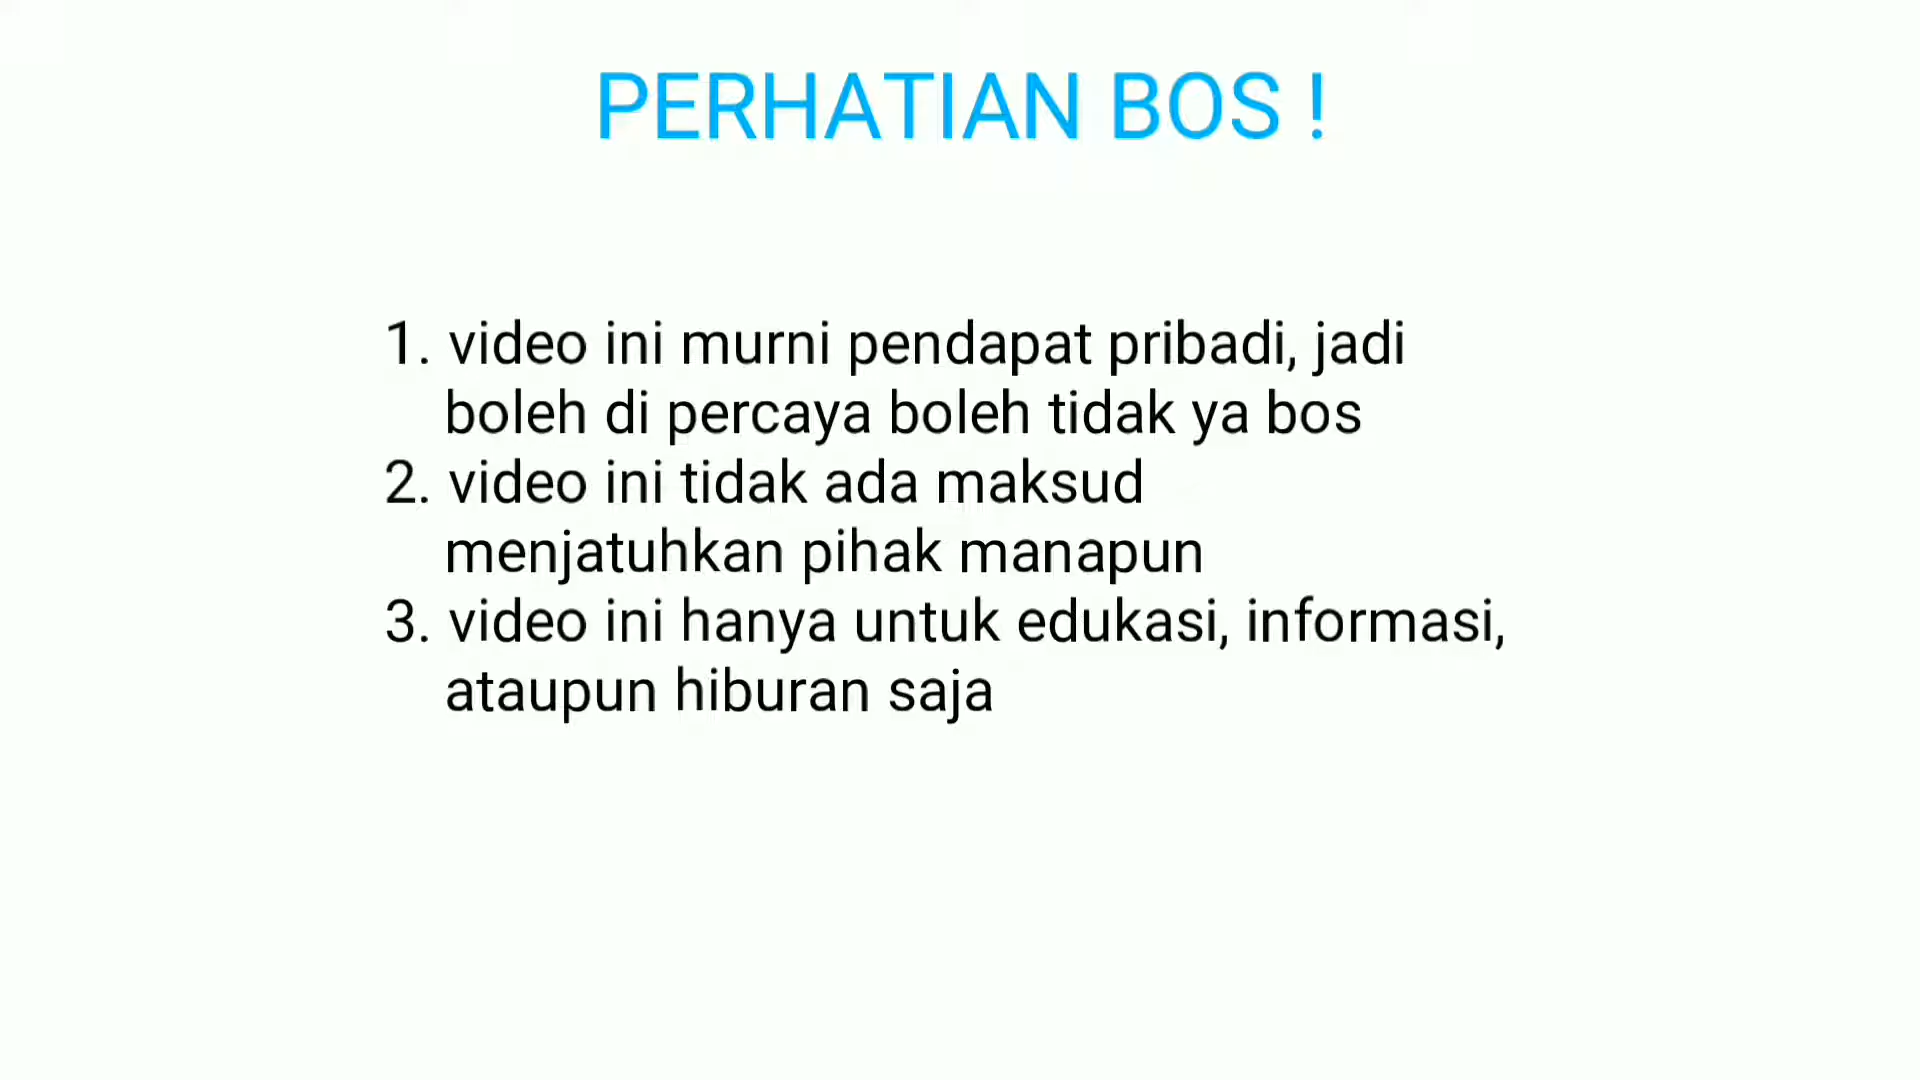 PERHATIAN BOS !
1. video ini murni pendapat pribadi, jadi
boleh di percaya boleh tidak ya bos
2. video ini tidak ada maksud
menjatuhkan pihak manapun
3. video ini hanya untuk edukasi, informasi,
ataupun hiburan saja